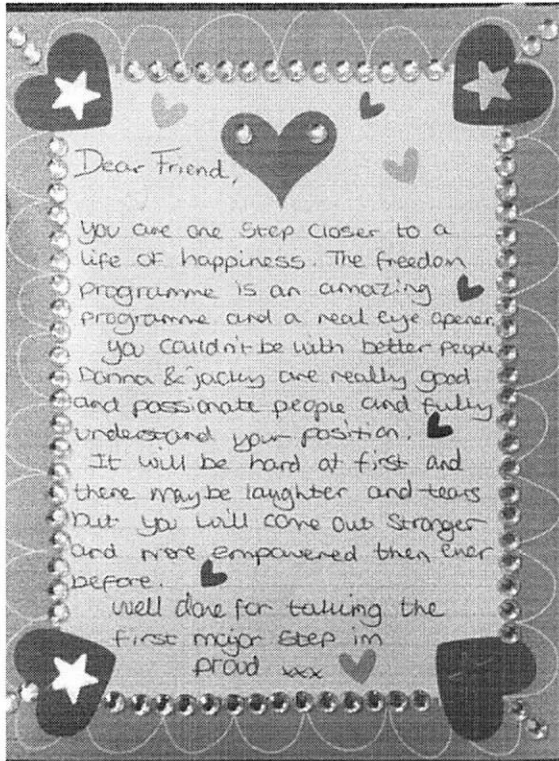 Dear Friend,
You are one step closer to a
life of happiness. The freedom
programme is an amazing
programme and a real eye opener.
you couldn't be with better people
Donna & jacky are really good
and passionate people and fully
understand your position.
It will be hard at first and
there may be laughter and tears
but you will come out stronger
and more empowered then ever
before.
well done for taking the
first major step im
proud xxx